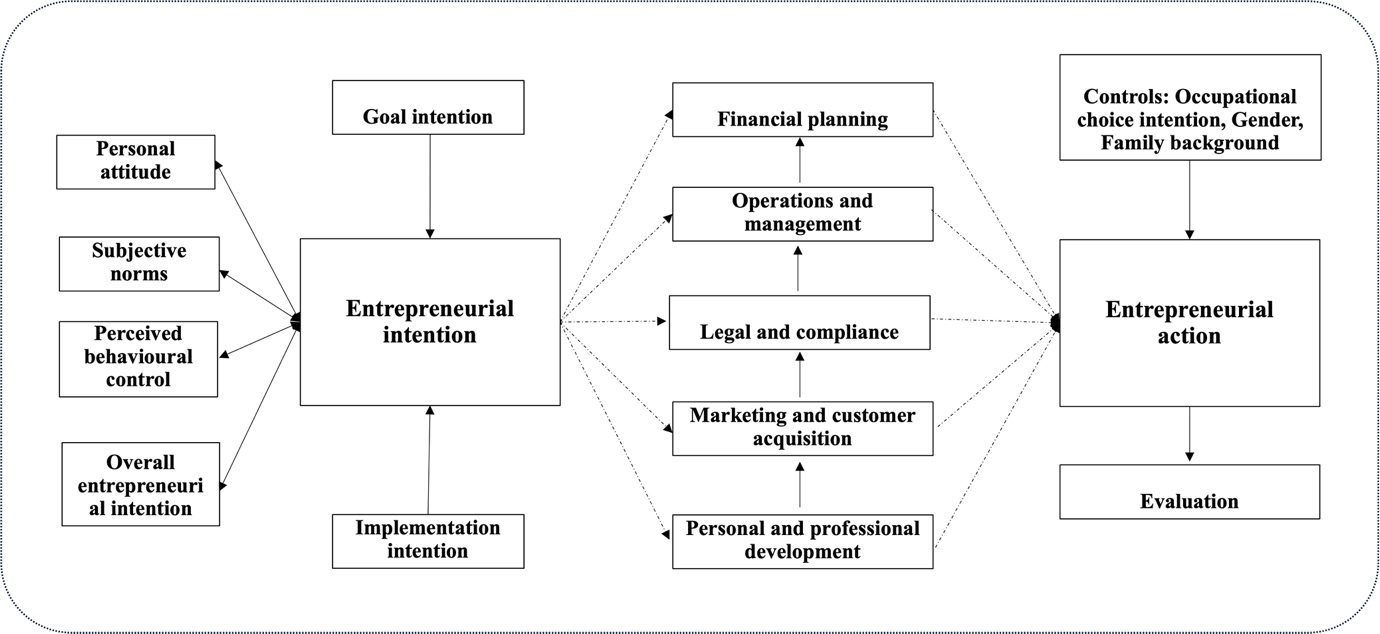 Personal
attitude
Subjective
norms
Perceived
behavioural
control
Overall
entrepreneuri
al intention
Goal intention
Entrepreneurial
intention
Implementation
intention
Financial planning
Operations and
management
Legal and compliance
Marketing and customer
acquisition
Personal and professional
development
Controls: Occupational
choice intention, Gender,
Family background
Entrepreneurial
action
Evaluation